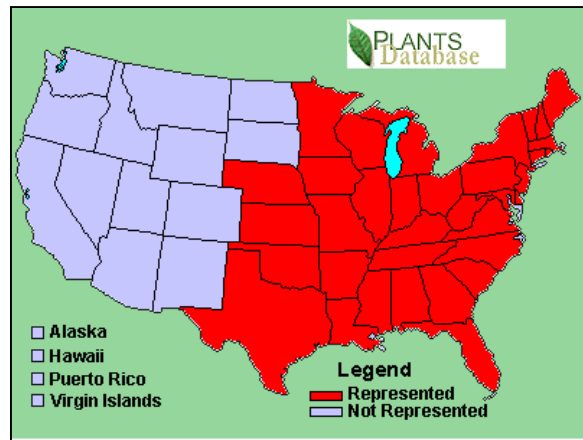 PLANTS
Database
Alaska
Hawaii
Puerto Rico
Virgin Islands
Legend
Represented
Not Represented